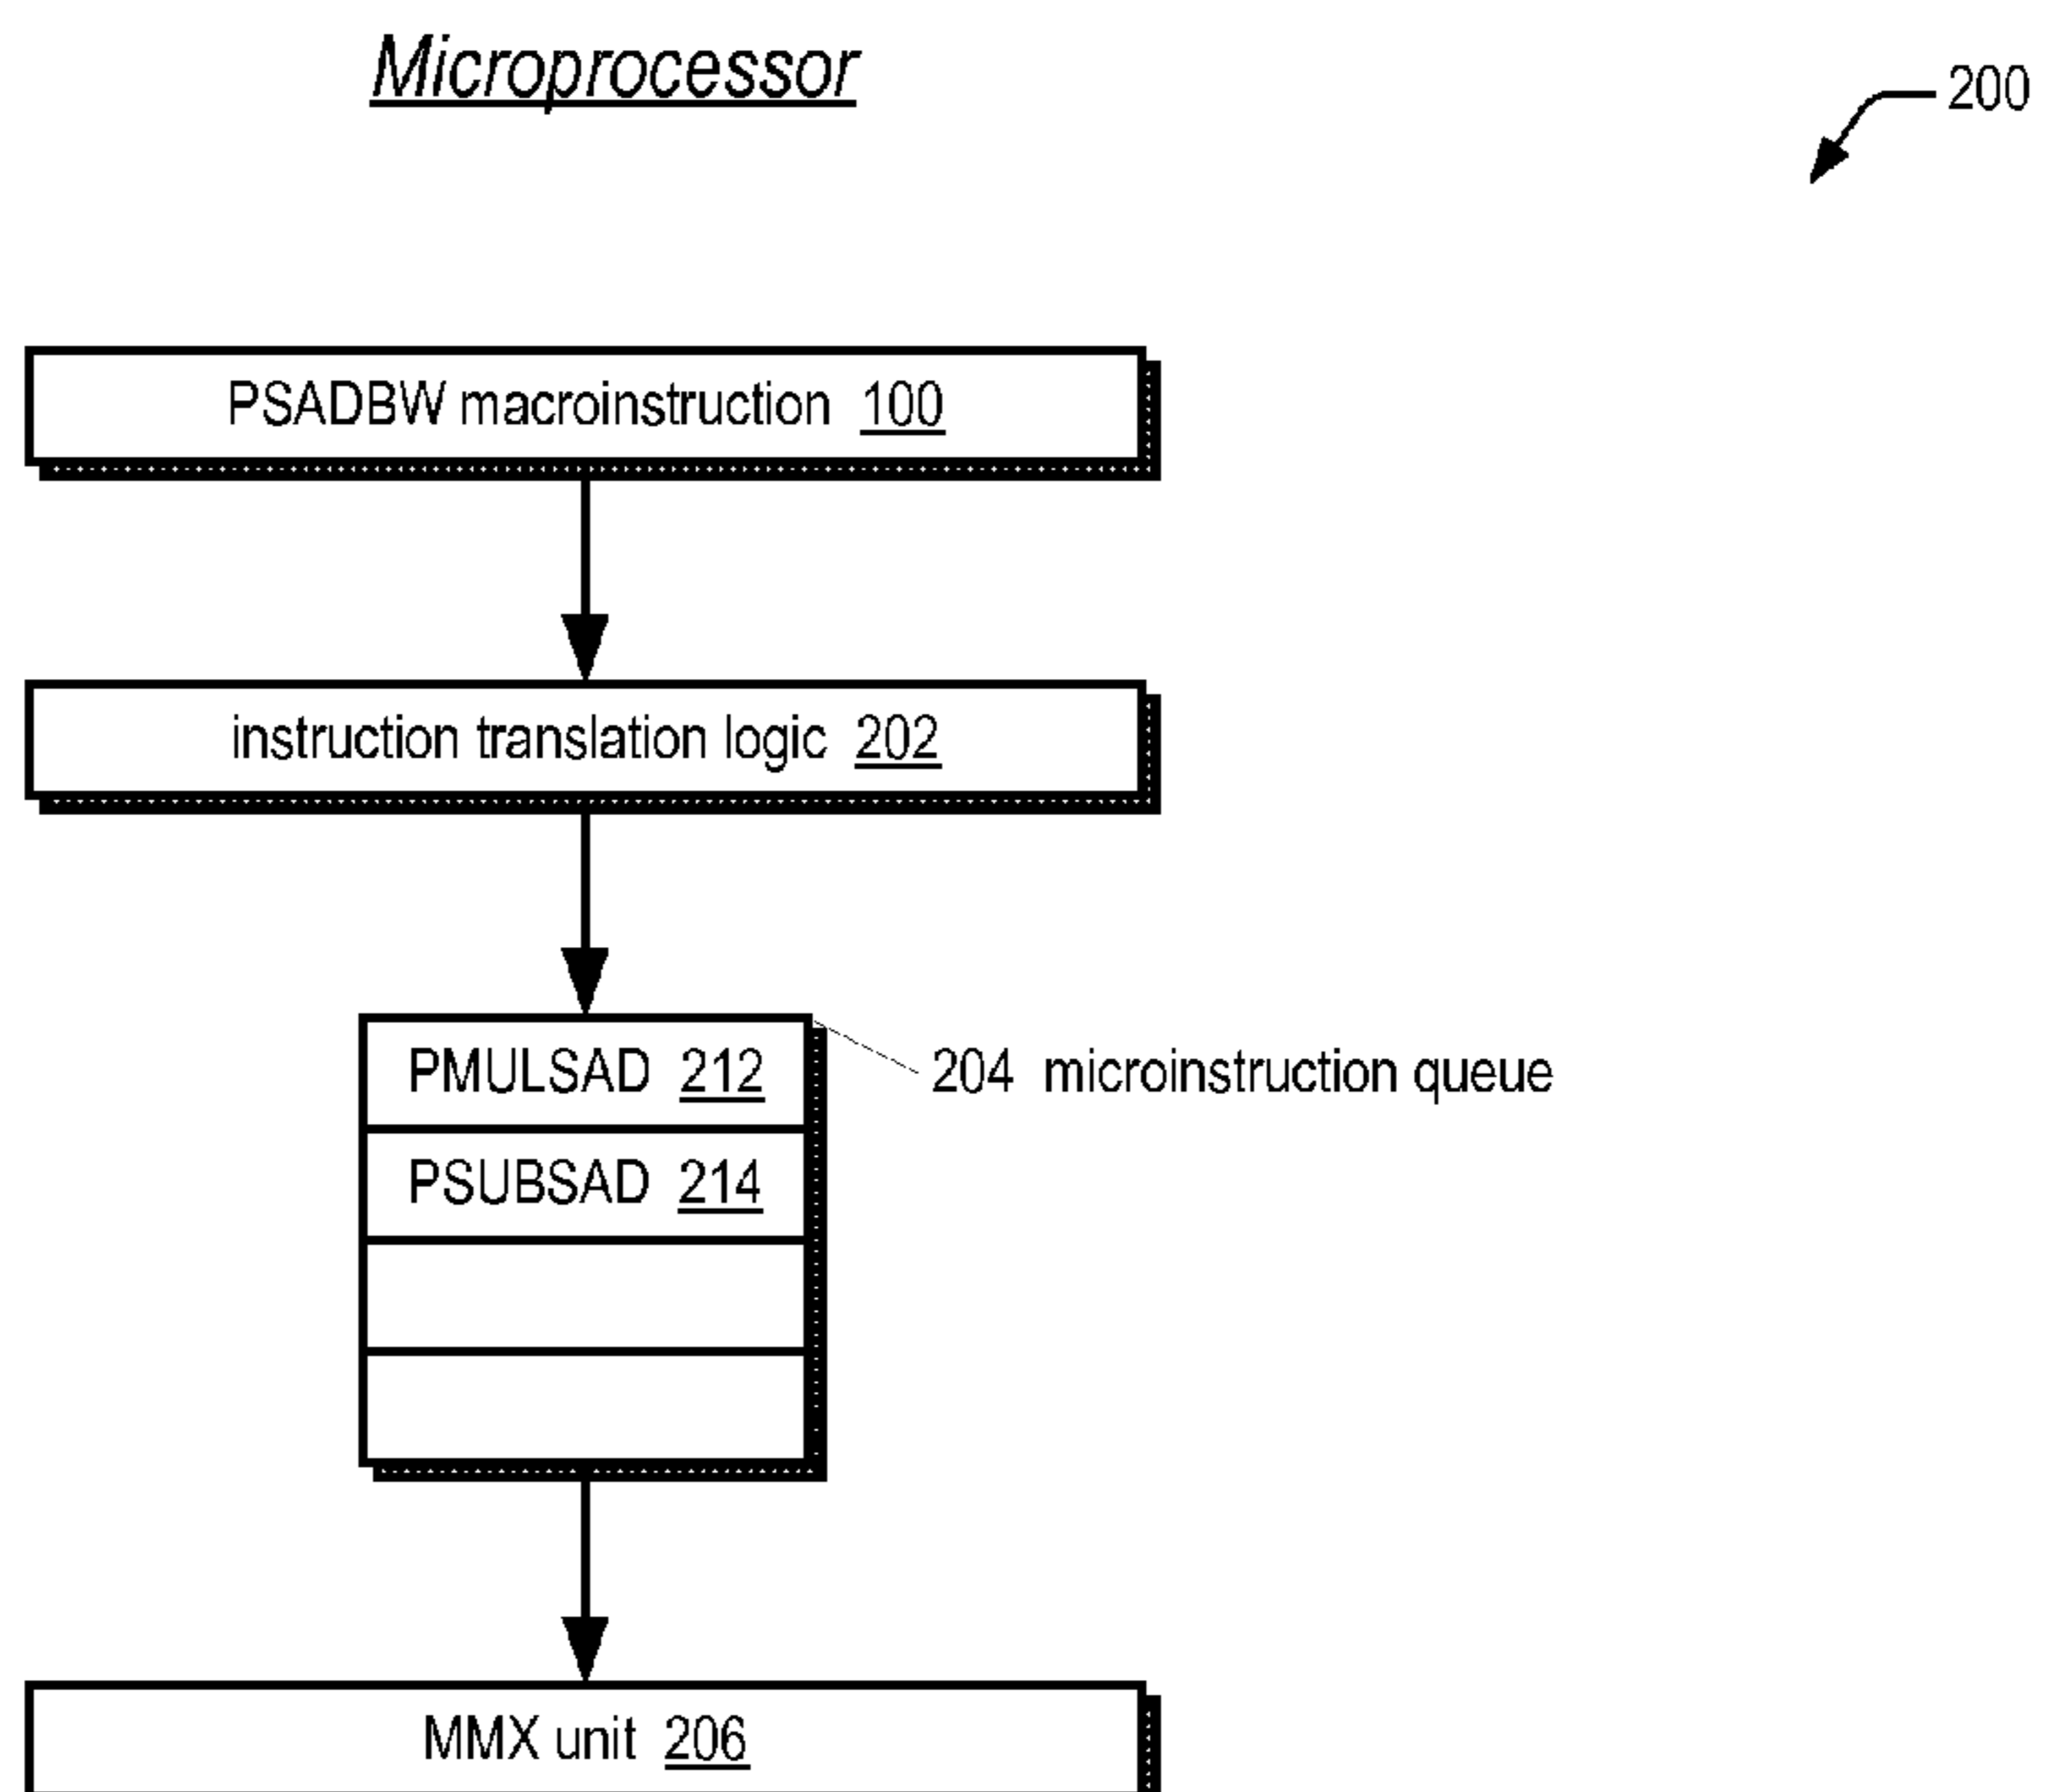 Microprocessor
200
PSADBW macroinstruction 100
instruction translation logic 202
PMULSAD 212
204 microinstruction queue
PSUBSAD 214
MMX unit 206